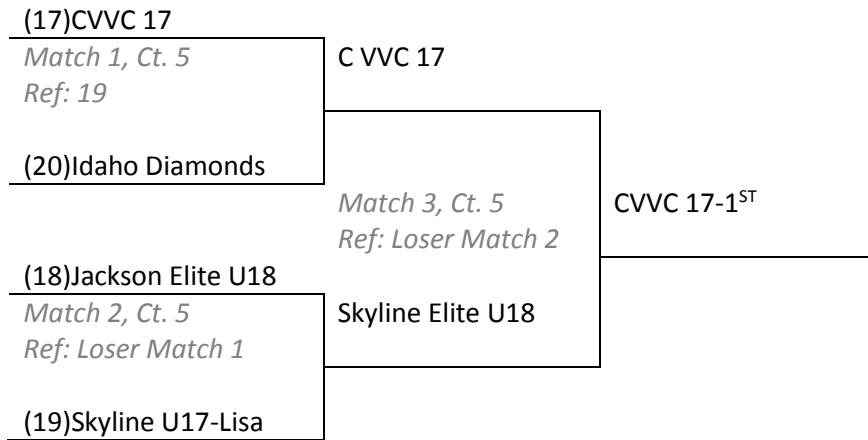 (17)CVVC 17
Match 1, Ct. 5
Ref: 19
C VVC 17
(20)Idaho Diamonds
Match 3, Ct. 5
Ref: Loser Match 2
CVVC 17-1ST
(18)Jackson Elite U18
Match 2, Ct. 5
Ref: Loser Match 1
Skyline Elite U18
(19)Skyline U17-Lisa